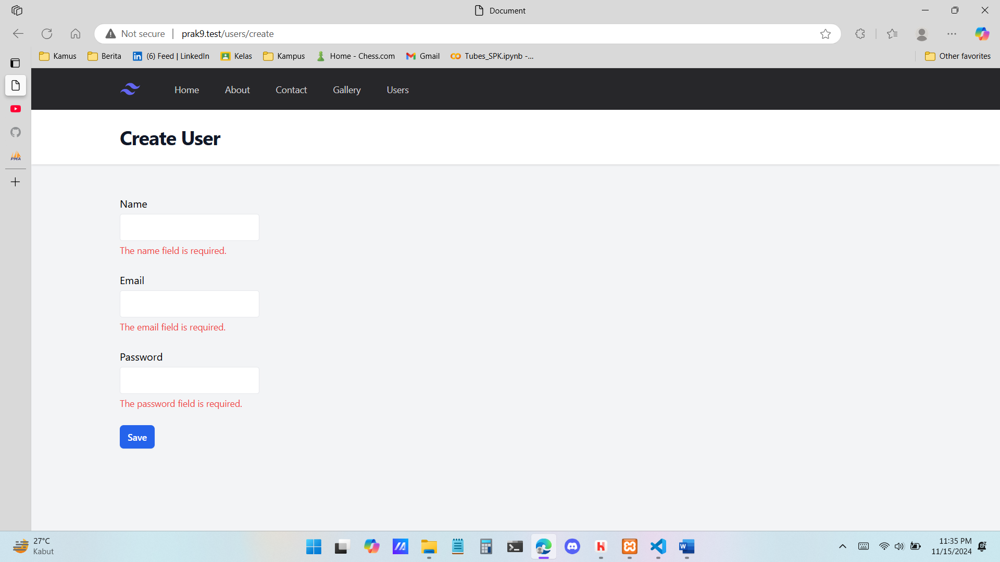 Document
Not secure
prak9.test/users/create
Kamus
Berita
(6) Feed | LinkedIn
Kelas
Kampus
Home - Chess.com
Gmail
Tubes_SPK.ipynb -...
Other favorites
PMA
Home
About
Contact
Gallery
Users
Create User
Name
The name field is required.
Email
The email field is required.
Password
The password field is required.
Save
27°C
Kabut
11:35 PM
11/15/2024